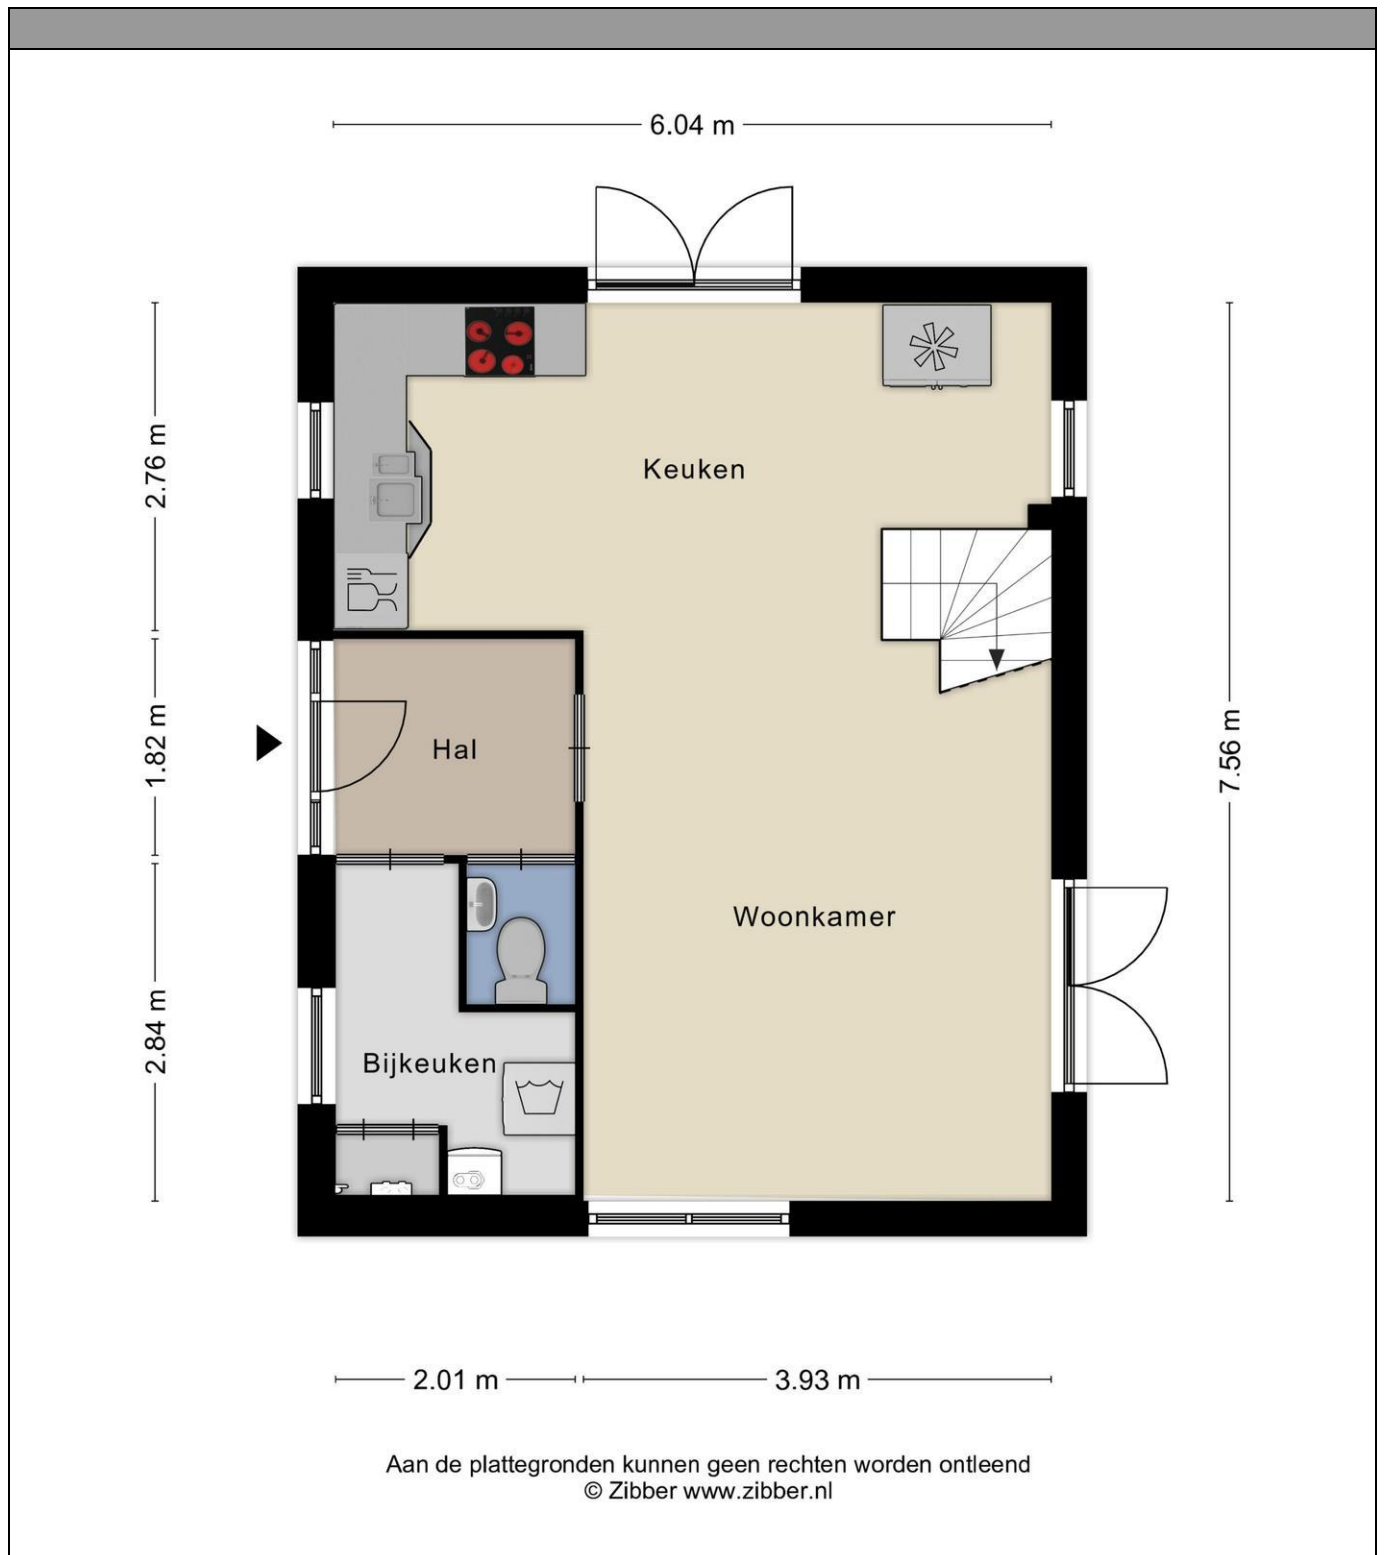 6.04 m
2.76 m
Keuken
1.82 m
Hal
7.56 m
Woonkamer
2.84 m
Bijkeuken
2.01 m
3.93 m
Aan de plattegronden kunnen geen rechten worden ontleend
© Zibber www.zibber.nl